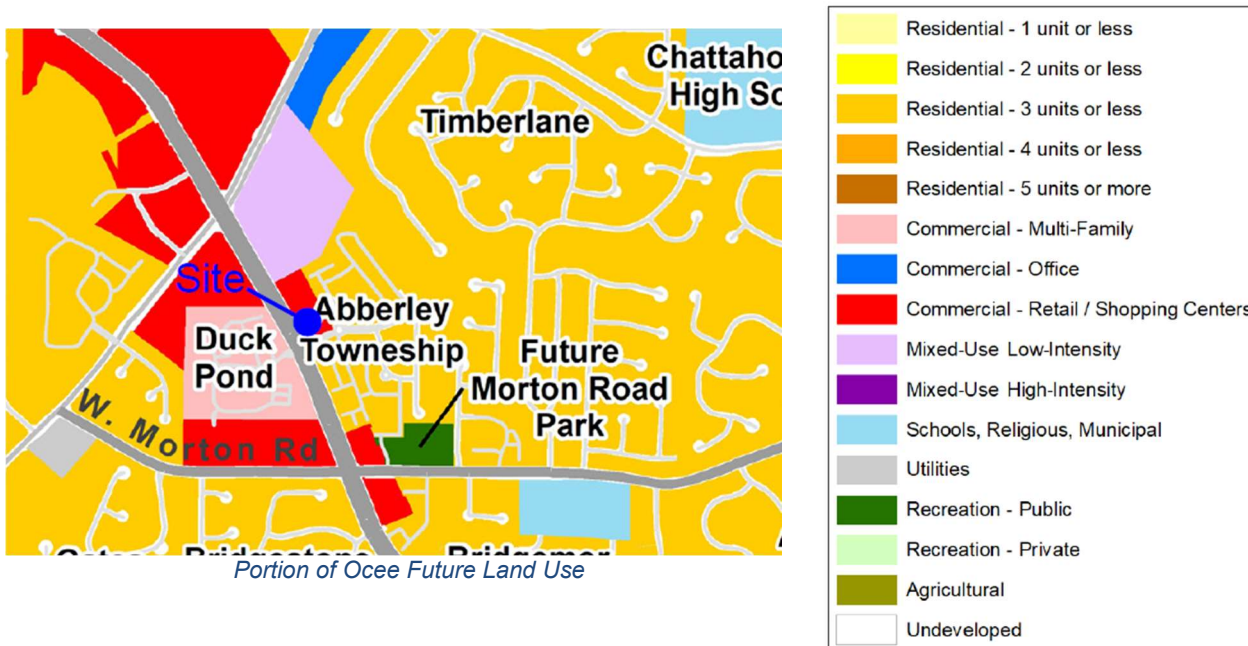 Chattaho
High Sc
Timberlane
Site
Abberley
Towneship
Duck
Pond
Future
Morton Road
Park
W. Morton Rd
Bridgestone
Portion of Ocee Future Land Use
Residential - 1 unit or less
Residential - 2 units or less
Residential - 3 units or less
Residential - 4 units or less
Residential - 5 units or more
Commercial - Multi-Family
Commercial - Office
Commercial - Retail / Shopping Centers
Mixed-Use Low-Intensity
Mixed-Use High-Intensity
Schools, Religious, Municipal
Utilities
Recreation - Public
Recreation - Private
Agricultural
Undeveloped